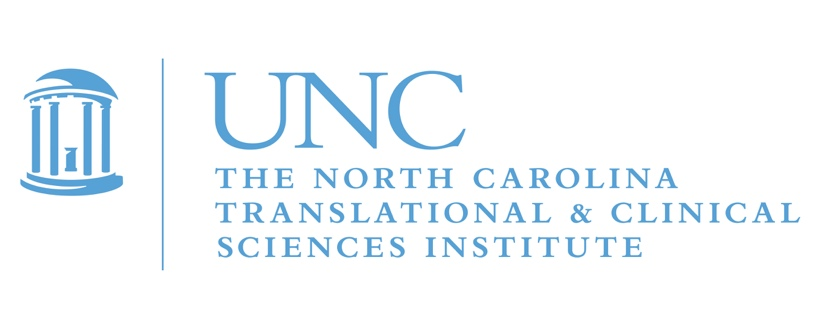 UNC
THE NORTH CAROLINA
TRANSLATIONAL & CLINICAL
SCIENCES INSTITUTE